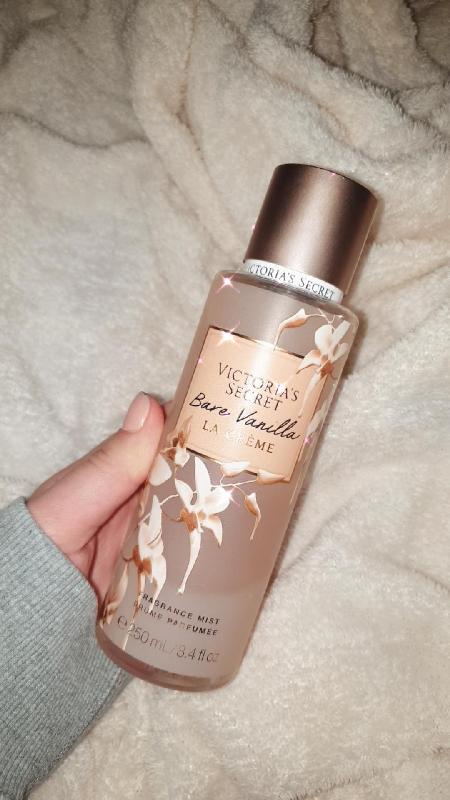 VICTORIA'S SECRET
VICTORIA'S
SECRET
Bare Vanilla
LA CRÈME
FRAGRANCE MIST
BRUME PARFUMÉE
℮ 250 mL / 8.4 fl oz